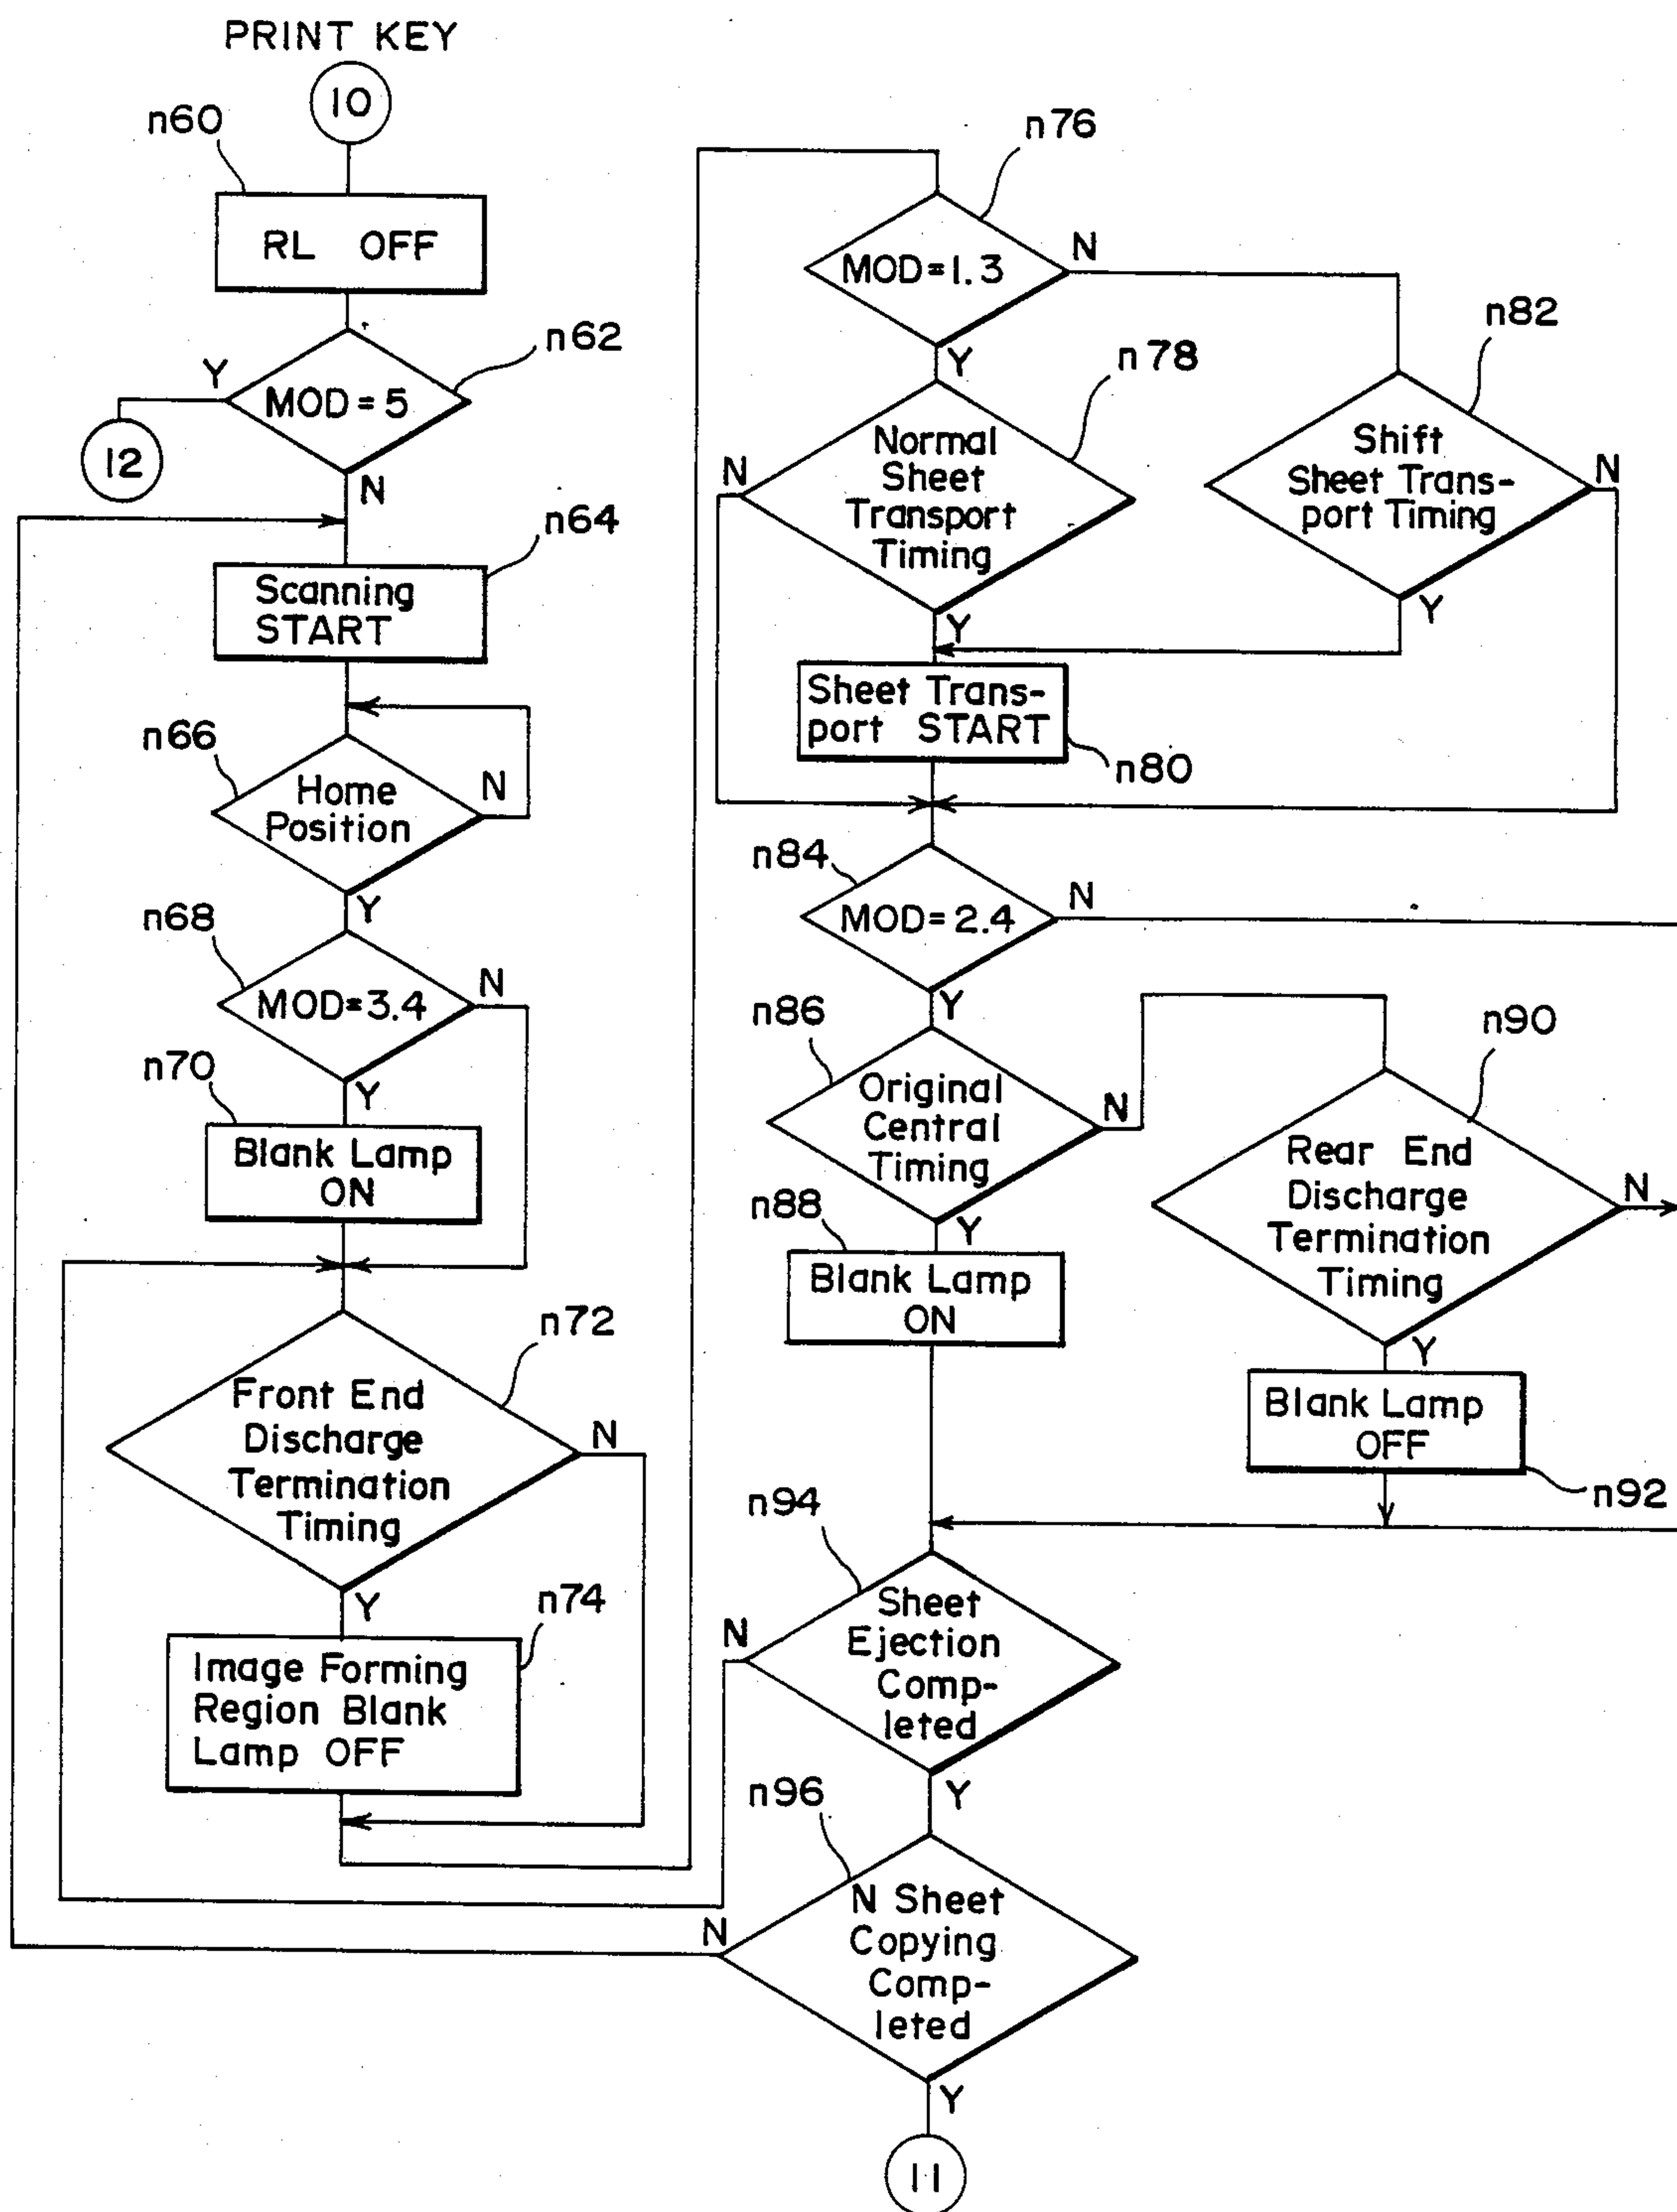 PRINT KEY
10
n60
RL OFF
n62
Y
MOD=5
12
N
n64
Scanning
START
n66
Home
Position
N
Y
n68
MOD=3.4
N
n70
Y
Blank Lamp
ON
n72
Front End
Discharge
Termination
Timing
N
Y
n74
Image Forming
Region Blank
Lamp OFF
n76
MOD=1.3
N
Y
n78
Normal
Sheet
Transport
Timing
N
Y
n82
Shift
Sheet Trans-
port Timing
N
Y
Sheet Trans-
port START
n80
n84
MOD=2.4
N
Y
n86
Original
Central
Timing
N
Y
n88
Blank Lamp
ON
n90
Rear End
Discharge
Termination
Timing
N
Y
Blank Lamp
OFF
n92
n94
Sheet
Ejection
Comp-
leted
N
Y
n96
N Sheet
Copying
Comp-
leted
N
Y
11